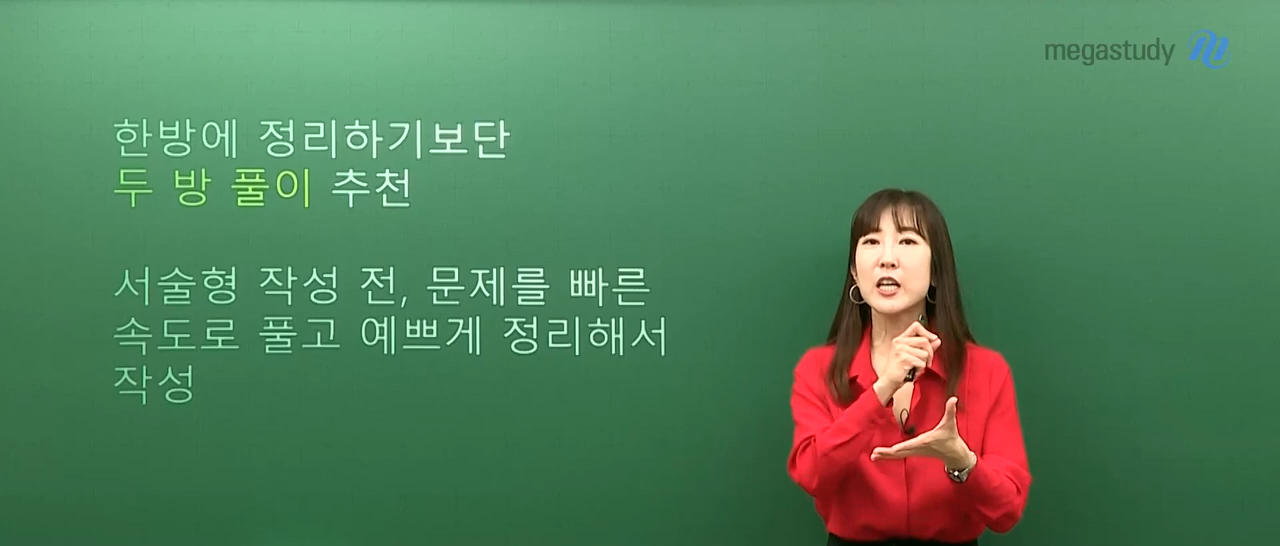 megastudy
한방에 정리하기보단
두 방 풀이 추천
서술형 작성 전, 문제를 빠른
속도로 풀고 예쁘게 정리해서
작성